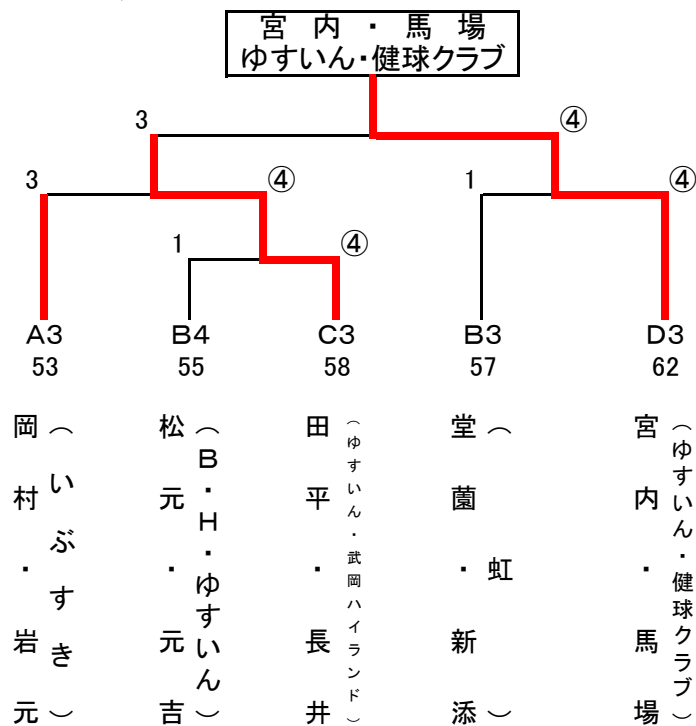 宮内・馬場
ゆすいん・健球クラブ
3
④
3
④
1
④
1
④
A3
B4
C3
B3
D3
53
55
58
57
62
岡村・岩元
（いぶすき）
松元・元吉
（B・H・ゆすいん）
田平・長井
（ゆすいん・武岡ハイランド）
堂薗・新添
（虹）
宮内・馬場
（ゆすいん・健球クラブ）